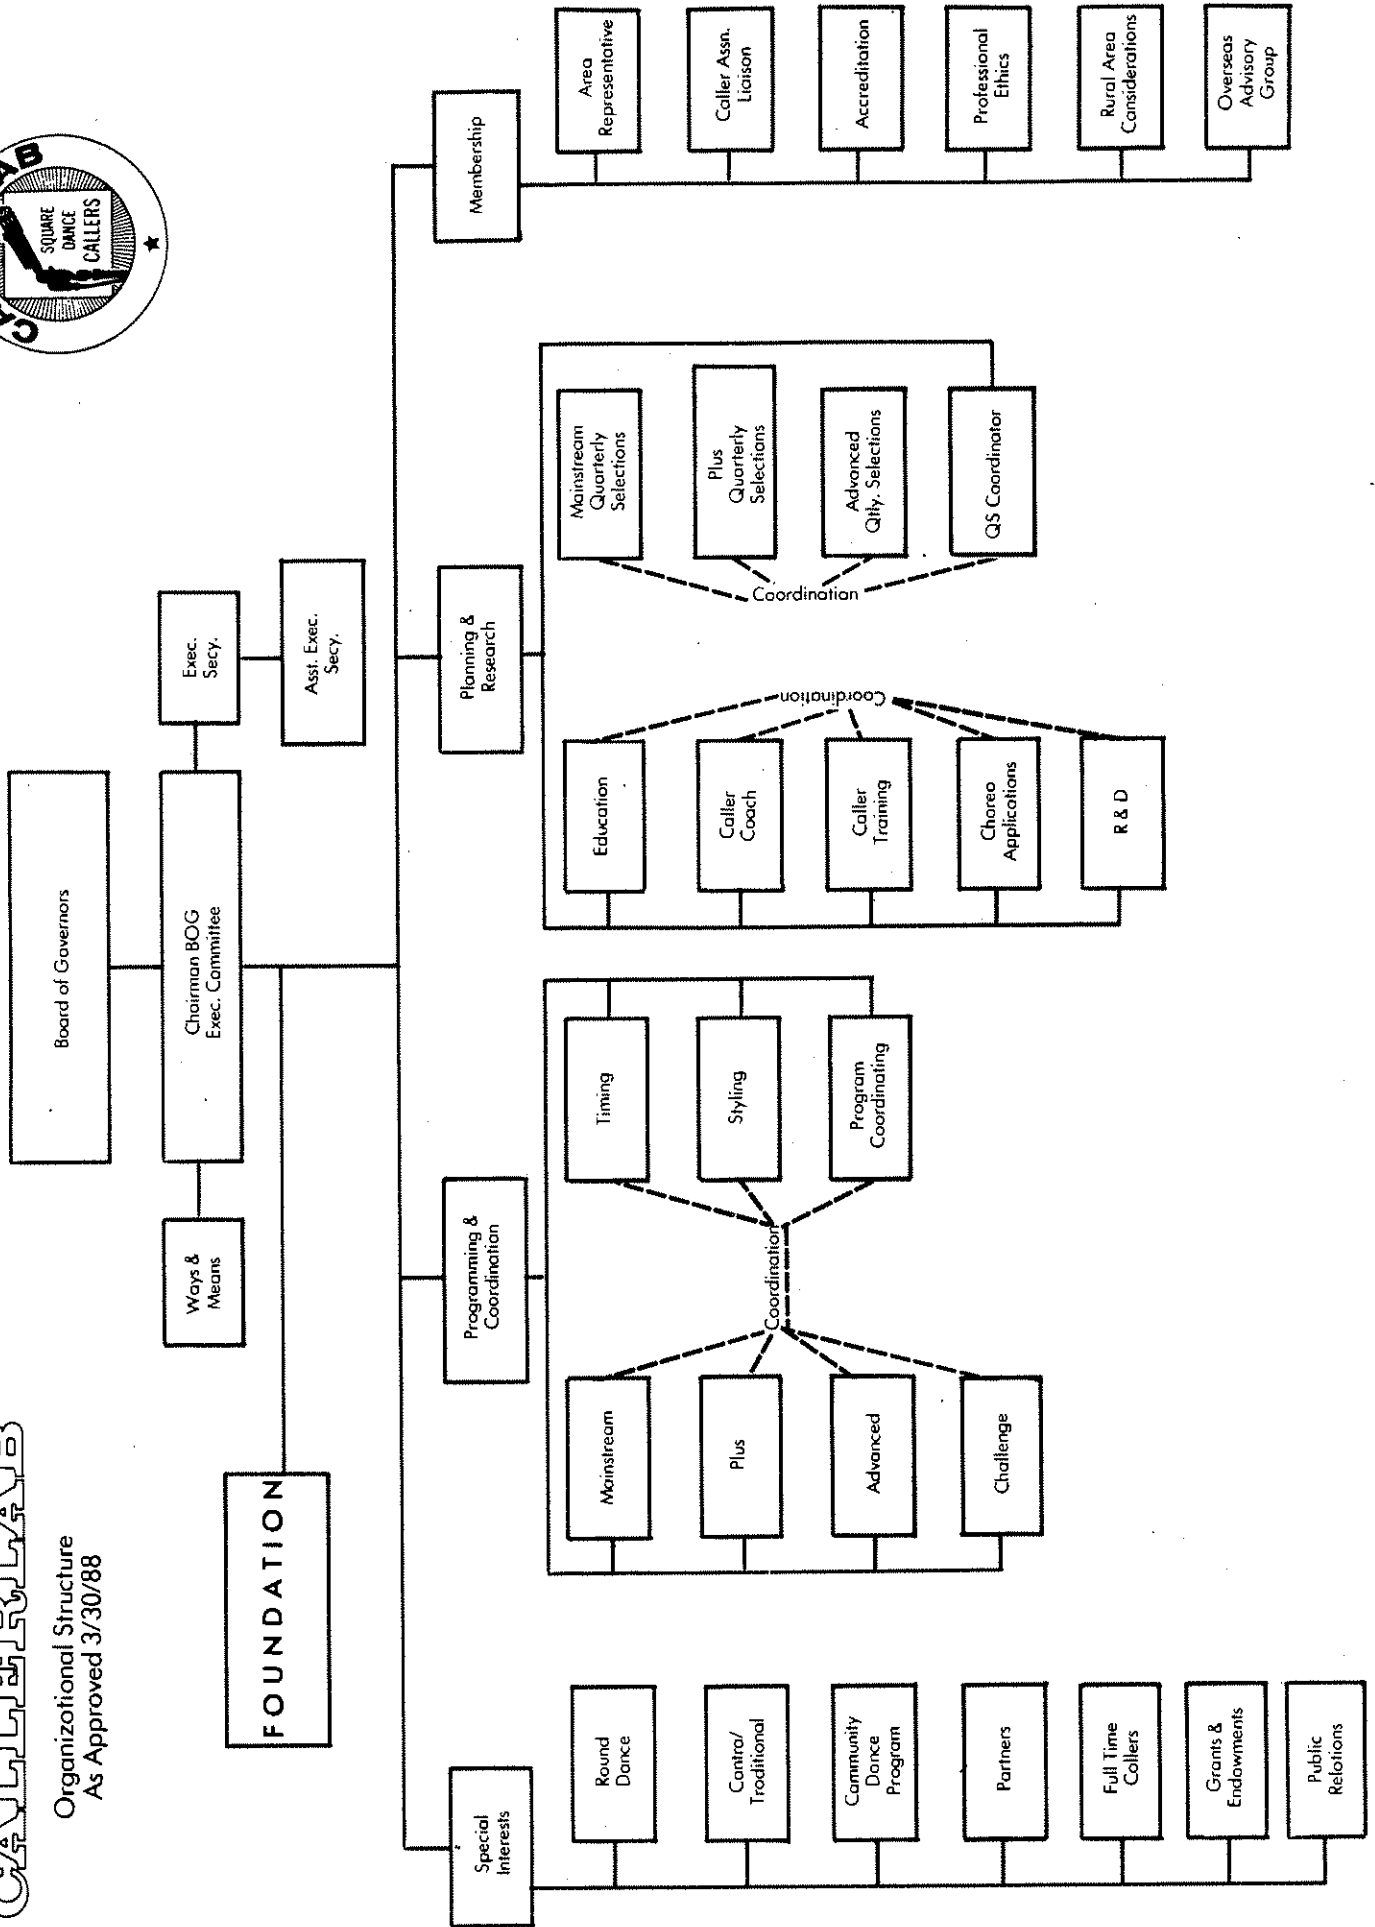 CALLERLAB
Organizational Structure
As Approved 3/30/88
SQUARE
DANCE
CALLERS
Board of Governors
Ways &
Means
Chairman BOG
Exec. Committee
Exec.
Secy.
Asst. Exec.
Secy.
FOUNDATION
Special
Interests
Programming &
Coordination
Planning &
Research
Membership
Round
Dance
Contra/
Traditional
Community
Dance
Program
Partners
Full Time
Callers
Grants &
Endowments
Public
Relations
Mainstream
Plus
Advanced
Challenge
Coordination
Timing
Styling
Program
Coordinating
Education
Caller
Coach
Caller
Training
Choreo
Applications
R & D
Coordination
Coordination
Mainstream
Quarterly
Selections
Plus
Quarterly
Selections
Advanced
Qtly. Selections
QS Coordinator
Area
Representative
Caller Assn.
Liaison
Accreditation
Professional
Ethics
Rural Area
Considerations
Overseas
Advisory
Group